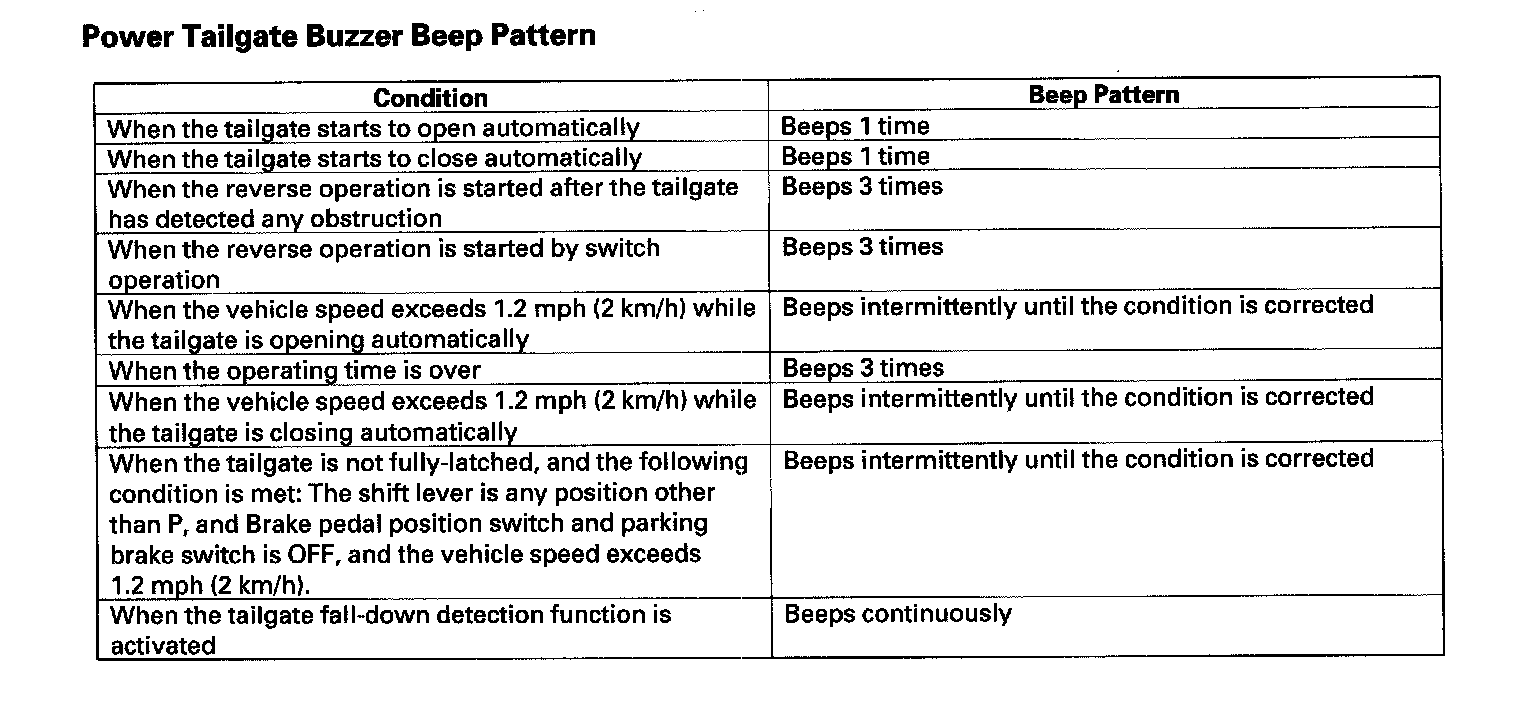 Power Tailgate Buzzer Beep Pattern
Condition
Beep Pattern
When the tailgate starts to open automatically
Beeps 1 time
When the tailgate starts to close automatically
Beeps 1 time
When the reverse operation is started after the tailgate
has detected any obstruction
Beeps 3 times
When the reverse operation is started by switch
operation
Beeps 3 times
When the vehicle speed exceeds 1.2 mph (2 km/h) while
the tailgate is opening automatically
Beeps intermittently until the condition is corrected
When the operating time is over
Beeps 3 times
When the vehicle speed exceeds 1.2 mph (2 km/h) while
the tailgate is closing automatically
Beeps intermittently until the condition is corrected
When the tailgate is not fully-latched, and the following
condition is met: The shift lever is any position other
than P, and Brake pedal position switch and parking
brake switch is OFF, and the vehicle speed exceeds
1.2 mph (2 km/h).
Beeps intermittently until the condition is corrected
When the tailgate fall-down detection function is
activated
Beeps continuously